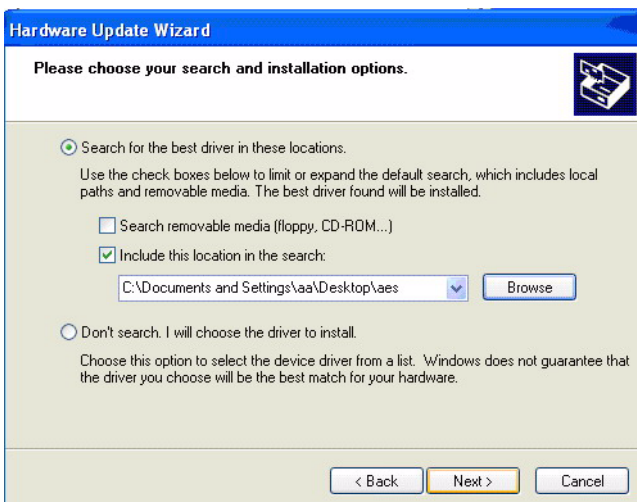 Hardware Update Wizard
Please choose your search and installation options.
Search for the best driver in these locations.
Use the check boxes below to limit or expand the default search, which includes local
paths and removable media. The best driver found will be installed.
Search removable media (floppy, CD-ROM...)
Include this location in the search:
C:\Documents and Settings\aa\Desktop\aes
Browse
Don't search. I will choose the driver to install.
Choose this option to select the device driver from a list. Windows does not guarantee that
the driver you choose will be the best match for your hardware.
< Back
Next >
Cancel